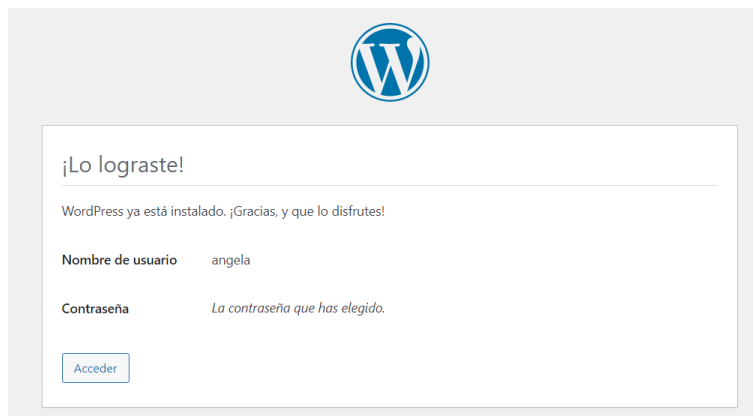 ¡Lo lograste!
WordPress ya está instalado. ¡Gracias, y que lo disfrutes!
Nombre de usuario angela
Contraseña La contraseña que has elegido.
Acceder